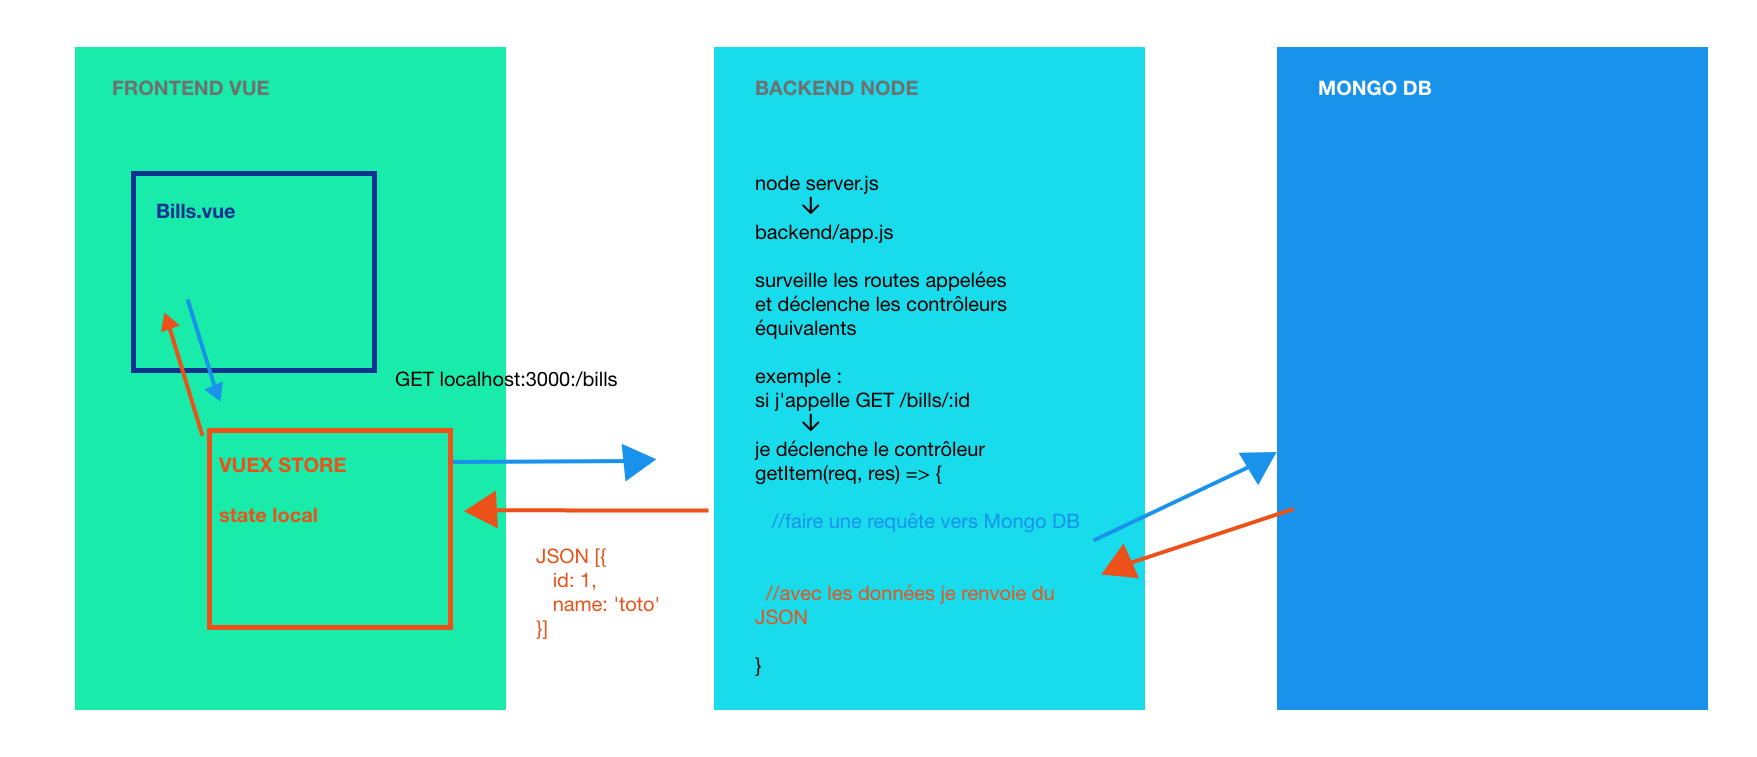 FRONTEND VUE
Bills.vue
GET localhost:3000:/bills
VUEX STORE
state local
JSON [{
id: 1,
name: 'toto'
}]
BACKEND NODE
node server.js
backend/app.js
surveille les routes appelées
et déclenche les contrôleurs
équivalents
exemple :
si j'appelle GET /bills/:id
je déclenche le contrôleur
getItem(req, res) => {
//faire une requête vers Mongo DB
//avec les données je renvoie du
JSON
}
MONGO DB